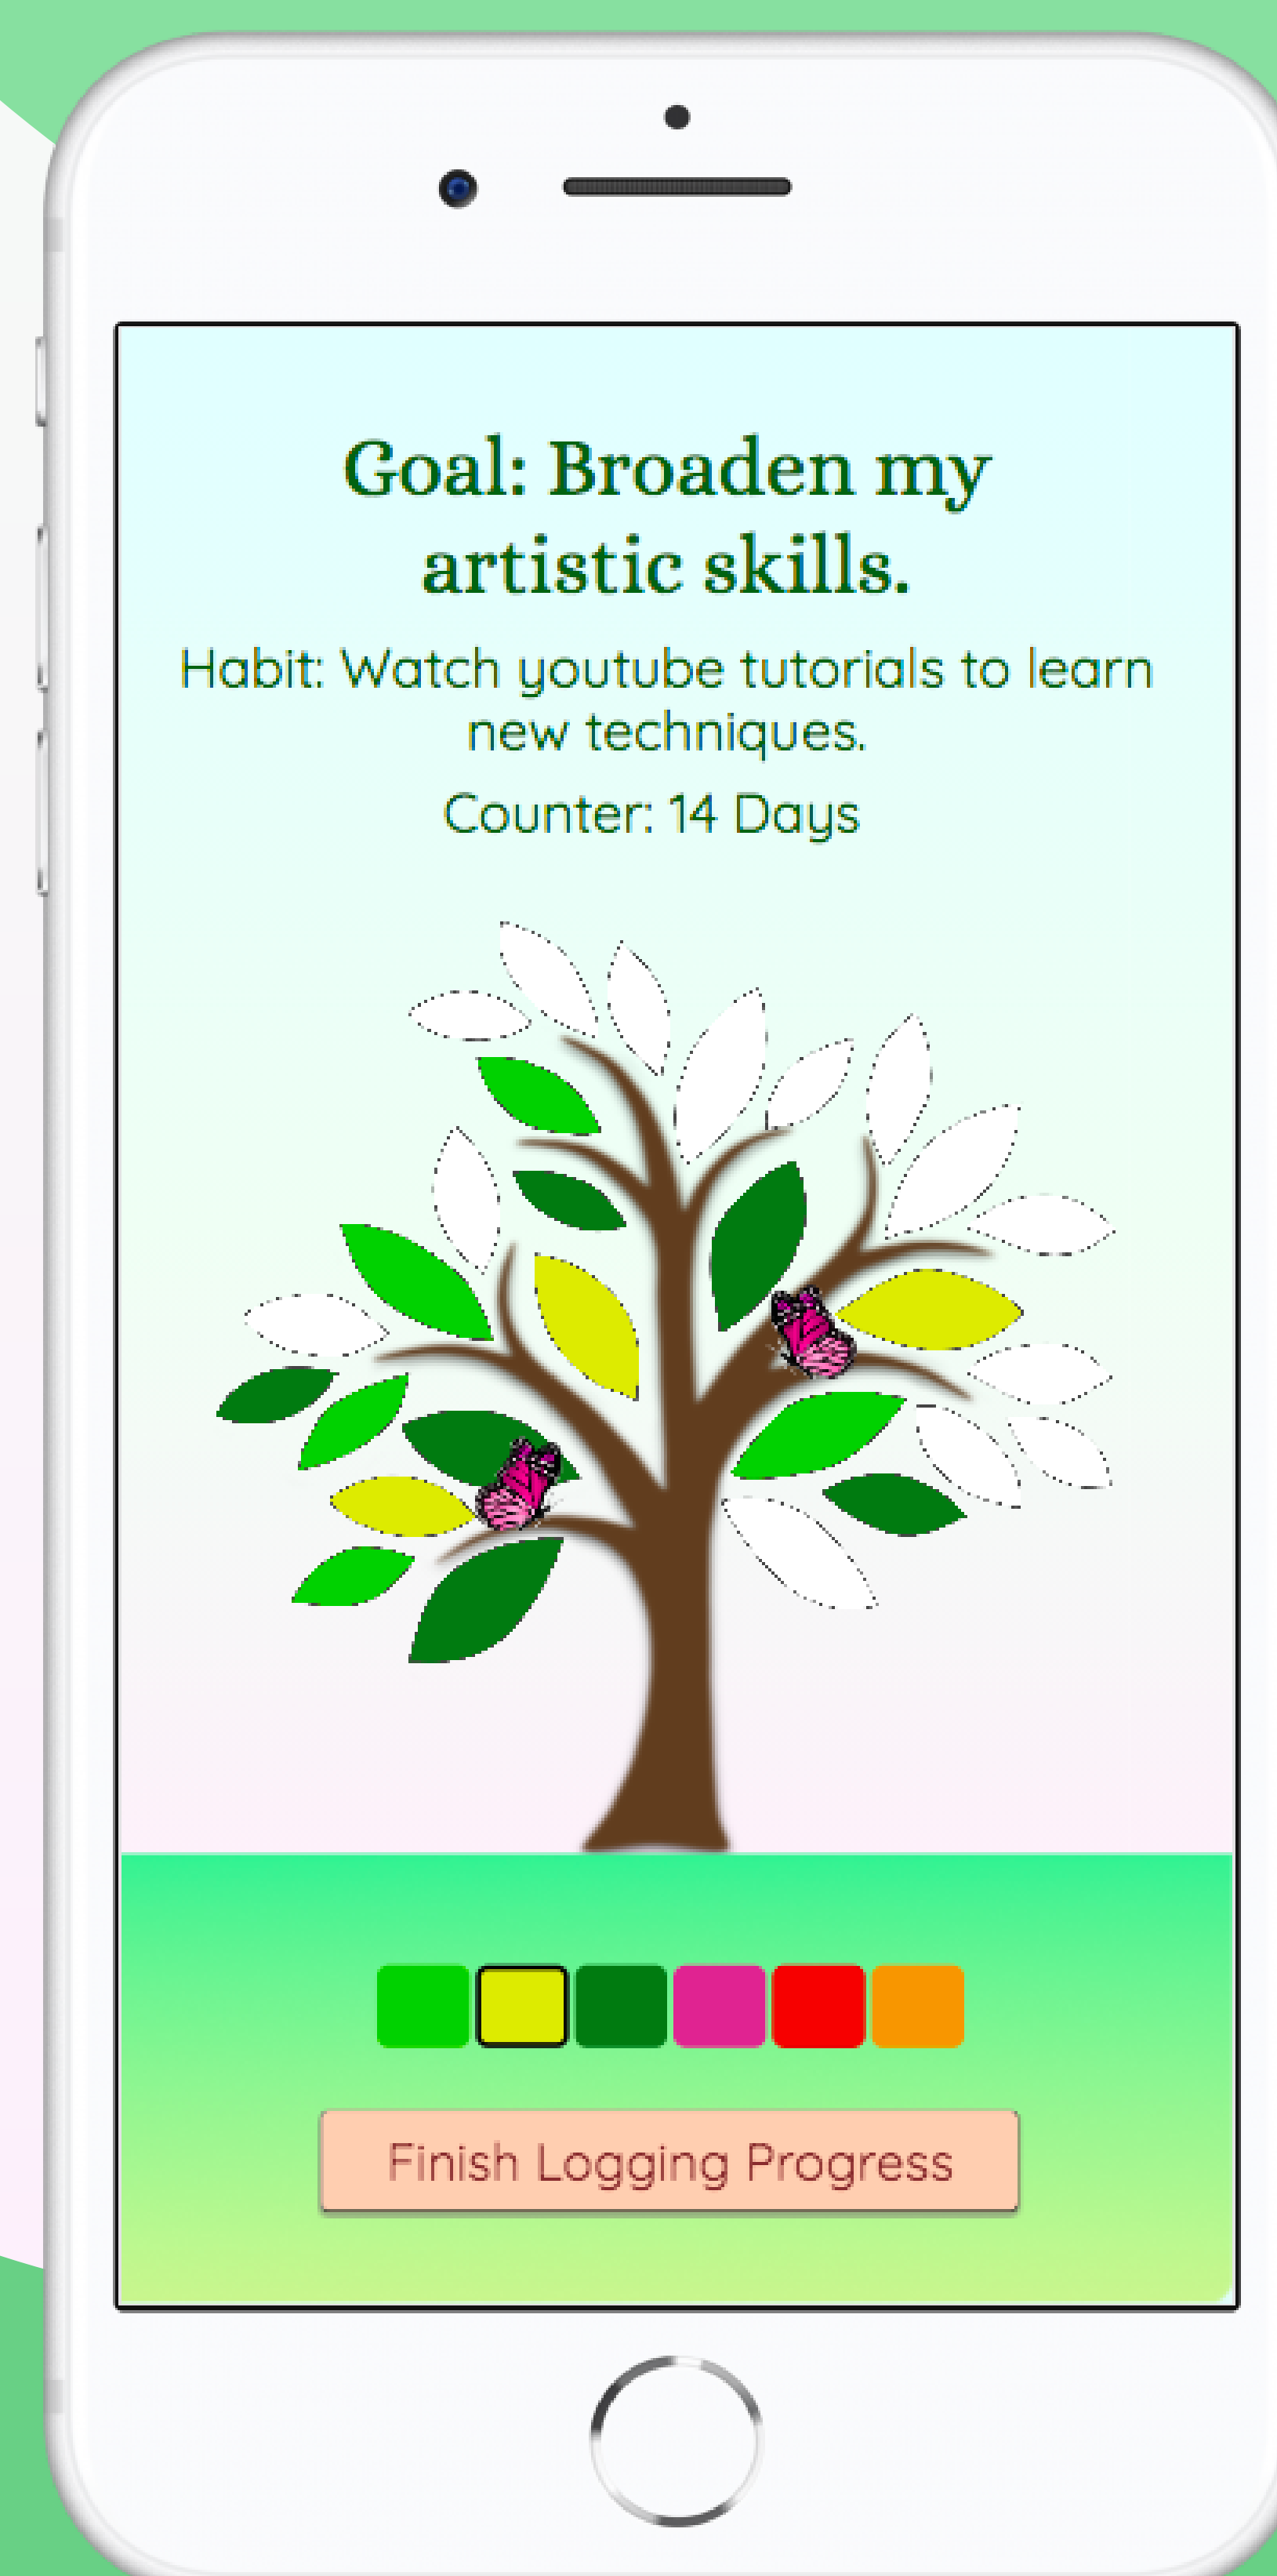 Goal: Broaden my
artistic skills.
Habit: Watch youtube tutorials to learn
new techniques.
Counter: 14 Days
Finish Logging Progress